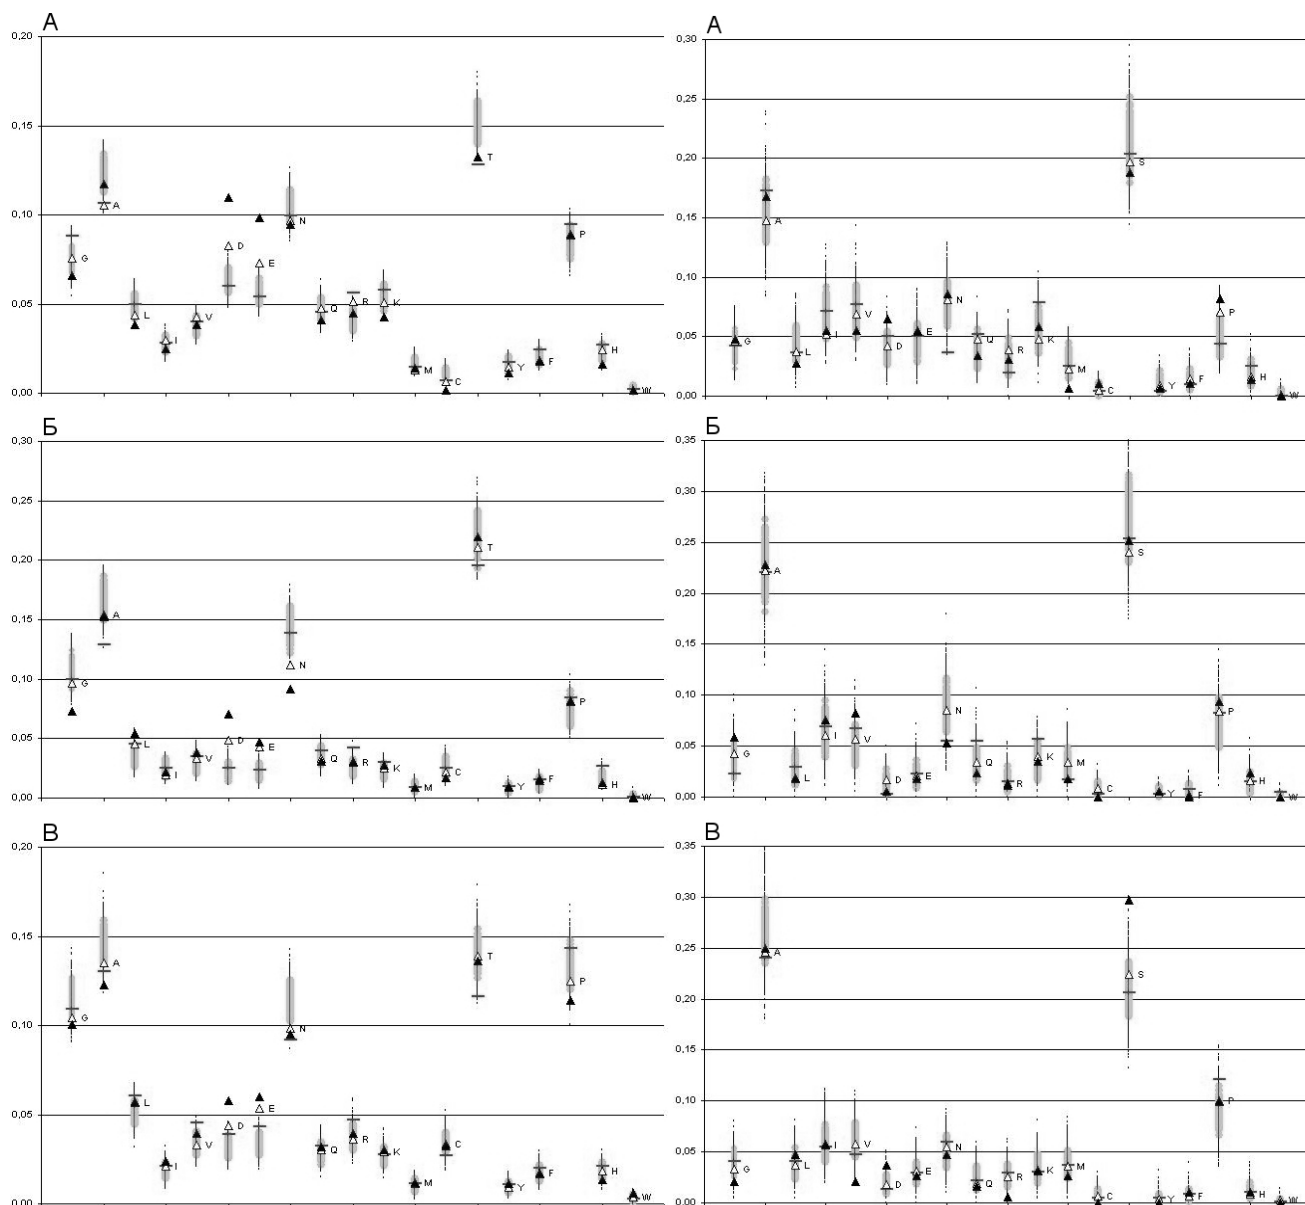 А
0,20
0,15
0,10
0,05
0,00
G
A
L
I
V
D
E
N
Q
R
K
M
C
T
Y
F
P
H
W
А
0,30
0,25
0,20
0,15
0,10
0,05
0,00
G
A
L
I
V
D
E
N
Q
R
K
M
C
S
Y
F
P
H
W
Б
0,30
0,25
0,20
0,15
0,10
0,05
0,00
G
A
L
I
V
D
E
N
Q
R
K
M
C
T
Y
F
P
H
W
Б
0,35
0,30
0,25
0,20
0,15
0,10
0,05
0,00
G
A
L
I
V
D
E
N
Q
R
K
M
C
S
Y
F
P
H
W
В
0,20
0,15
0,10
0,05
0,00
G
A
L
I
V
D
E
N
Q
R
K
M
C
T
Y
F
P
H
W
В
0,35
0,30
0,25
0,20
0,15
0,10
0,05
0,00
G
A
L
I
V
D
E
N
Q
R
K
M
C
S
Y
F
P
H
W